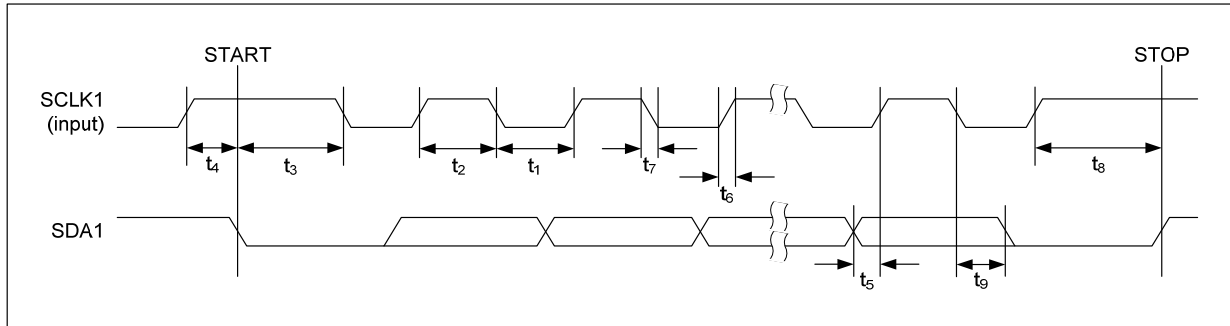 START
STOP
SCLK1
(input)
t4
t3
t2
t1
t7
t6
t8
SDA1
t5
t9